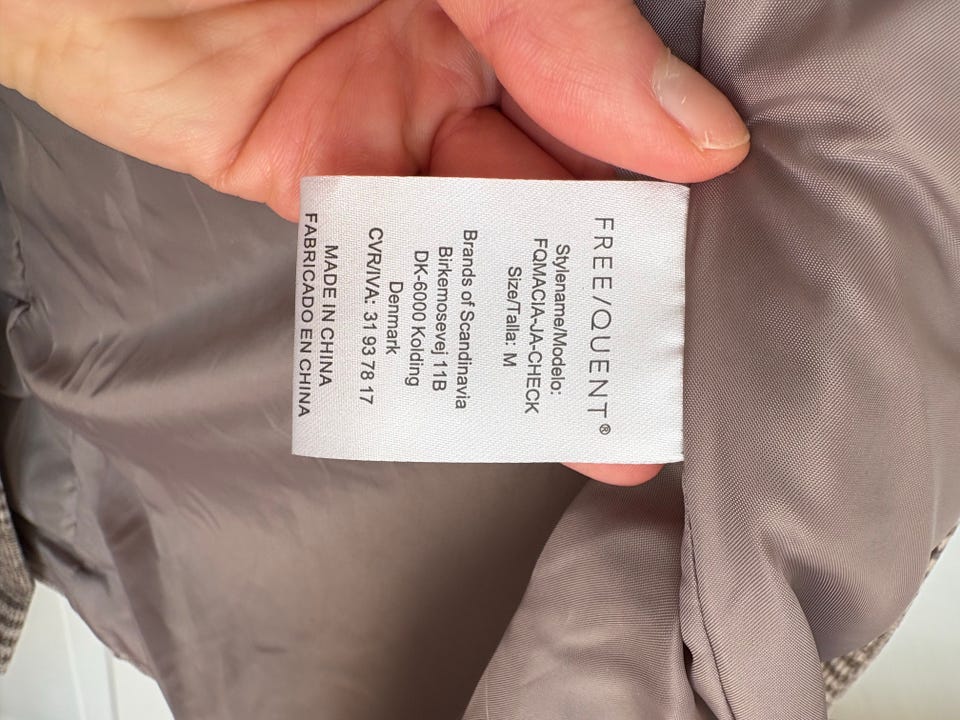 FREE/QUENT®
Stylename/Modelo:
FQMACIA-JA-CHECK
Size/Talla: M
Brands of Scandinavia
Birkemosevej 11B
DK-6000 Kolding
Denmark
CVR/IVA: 31 93 78 17
MADE IN CHINA
FABRICADO EN CHINA